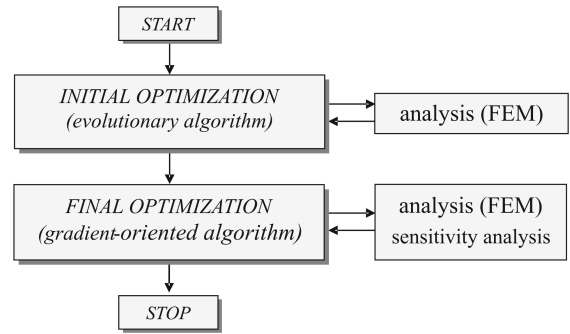 START
INITIAL OPTIMIZATION
(evolutionary algorithm)
analysis (FEM)
FINAL OPTIMIZATION
(gradient-oriented algorithm)
analysis (FEM)
sensitivity analysis
STOP